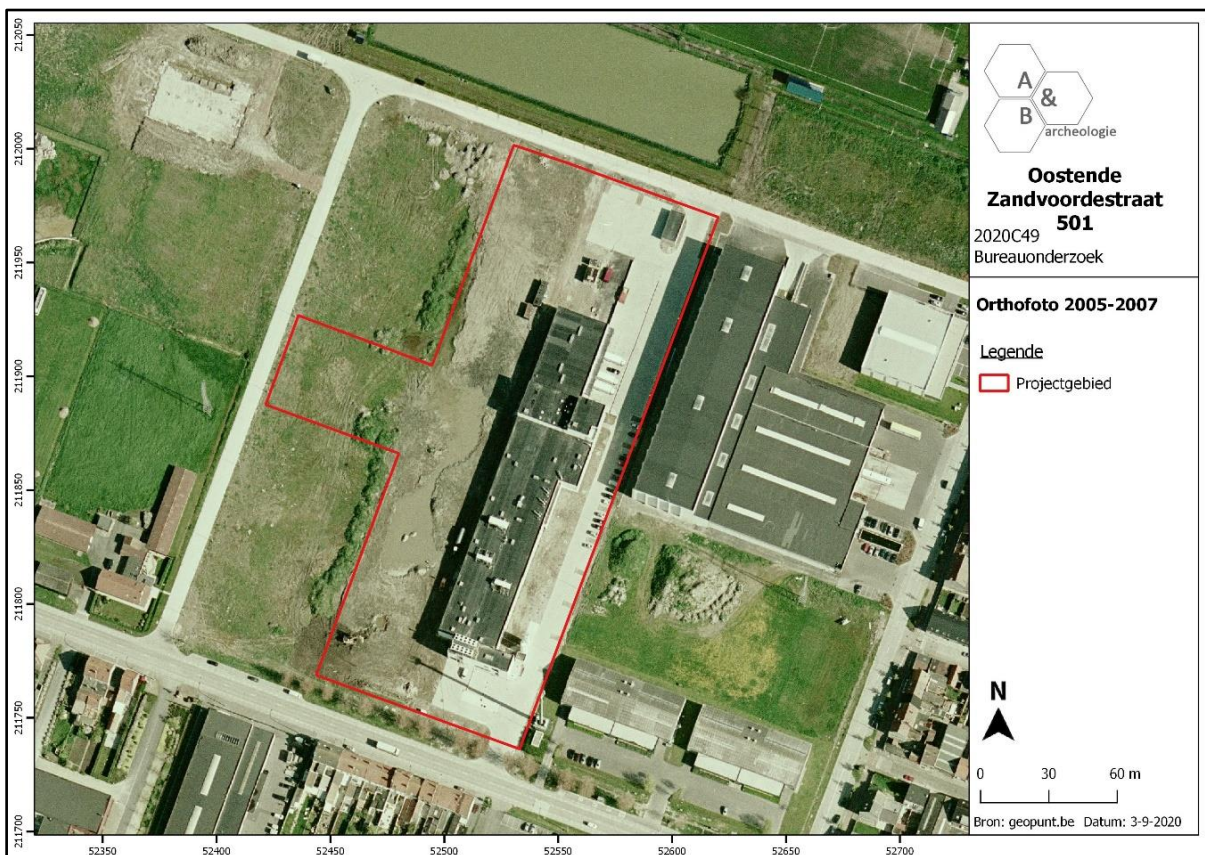 A
&
B
archeologie
Oostende
Zandvoordestraat
501
2020C49
Bureauonderzoek
Orthofoto 2005-2007
Legende
Projectgebied
N
0 30 60 m
Bron: geopunt.be Datum: 3-9-2020
212050
212000
211950
211900
211850
211800
211750
211700
52350 52400 52450 52500 52550 52600 52650 52700